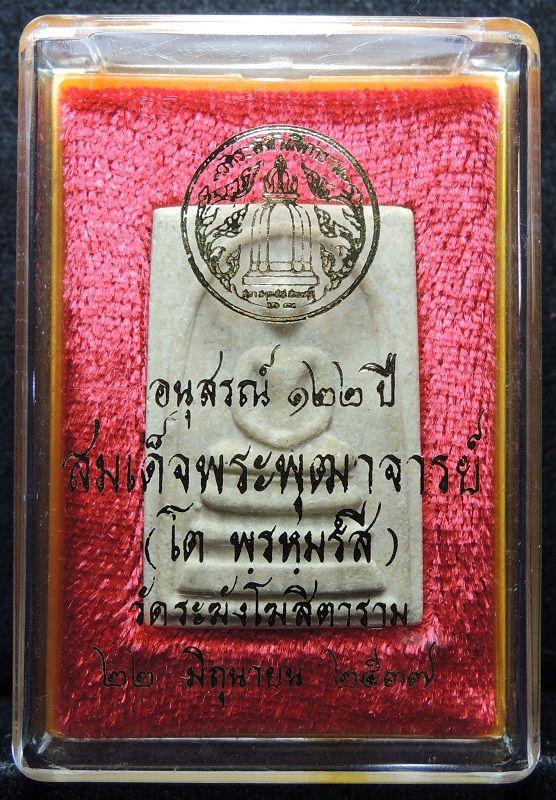 อนุสรณ์ ๑๒๒ ปี
สมเด็จพระพุฒาจารย์
(โต พฺรหฺมรํสี)
วัดระฆังโฆสิตาราม
๒๒ มิถุนายน ๒๕๓๗